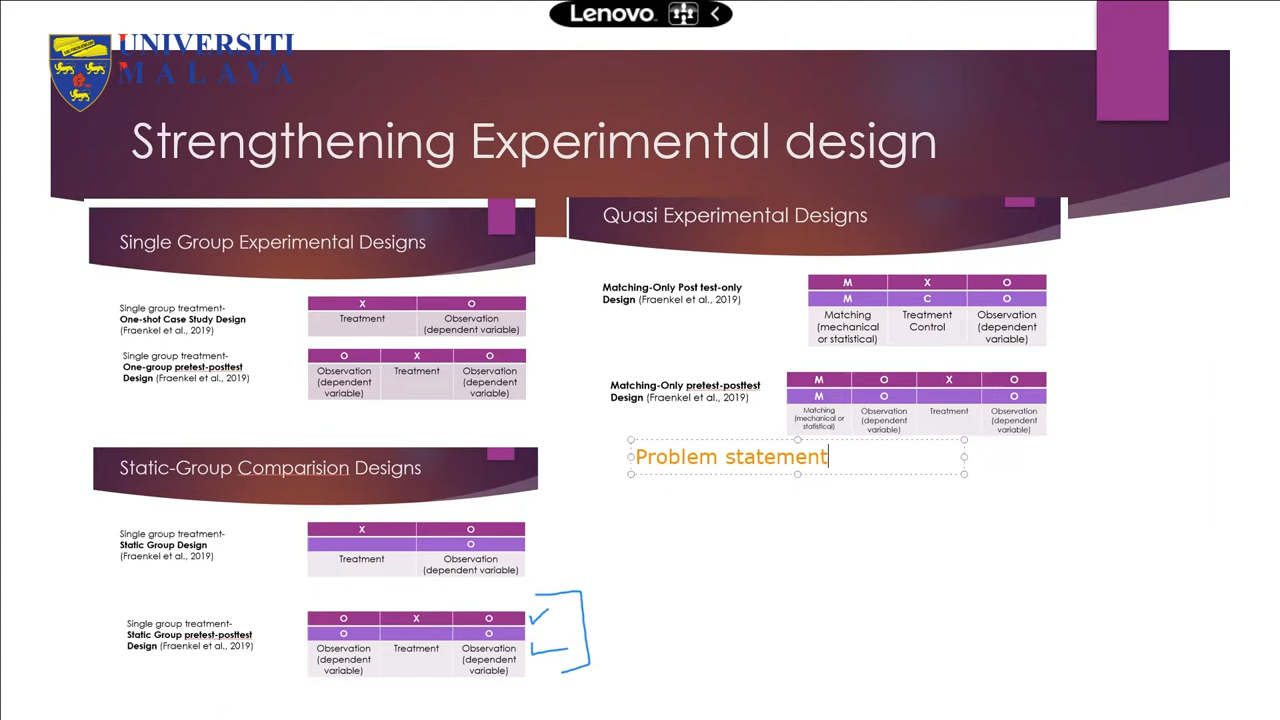 Lenovo
UNIVERSITI
MALAYA
Strengthening Experimental design
Single Group Experimental Designs
Single group treatment-
One-shot Case Study Design
(Fraenkel et al., 2019)
X O
Treatment Observation
(dependent variable)
Single group treatment-
One-group pretest-posttest
Design (Fraenkel et al., 2019)
O X O
Observation Treatment Observation
(dependent (dependent
variable) variable)
Static-Group Comparision Designs
Single group treatment-
Static Group Design
(Fraenkel et al., 2019)
X O
O
Treatment Observation
(dependent variable)
Single group treatment-
Static Group pretest-posttest
Design (Fraenkel et al., 2019)
O X O
O O
Observation Treatment Observation
(dependent (dependent
variable) variable)
Quasi Experimental Designs
Matching-Only Post test-only
Design (Fraenkel et al., 2019)
M X O
M C O
Matching Treatment Observation
(mechanical Control (dependent
or statistical) variable)
Matching-Only pretest-posttest
Design (Fraenkel et al., 2019)
M O X O
M O O
Matching Observation Treatment Observation
(mechanical or (dependent (dependent
statistical) variable) variable)
Problem statement